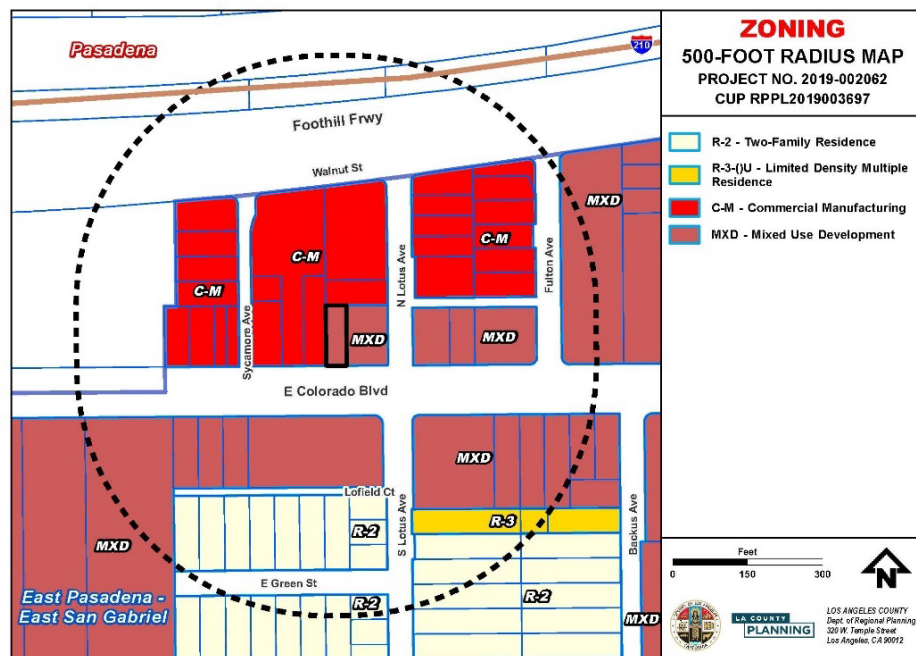 Pasadena
210
Foothill Frwy
Walnut St
MXD
C-M
C-M
C-M
N Lotus Ave
Fulton Ave
Sycamore Ave
MXD
MXD
E Colorado Blvd
MXD
Lofield Ct
S Lotus Ave
R-3
R-2
MXD
Backus Ave
E Green St
R-2
R-2
MXD
East Pasadena -
East San Gabriel
ZONING
500-FOOT RADIUS MAP
PROJECT NO. 2019-002062
CUP RPPL2019003697
R-2 - Two-Family Residence
R-3-()U - Limited Density Multiple
Residence
C-M - Commercial Manufacturing
MXD - Mixed Use Development
Feet
0 150 300
N
LA COUNTY
PLANNING
LOS ANGELES COUNTY
Dept. of Regional Planning
320 W. Temple Street
Los Angeles, CA 90012